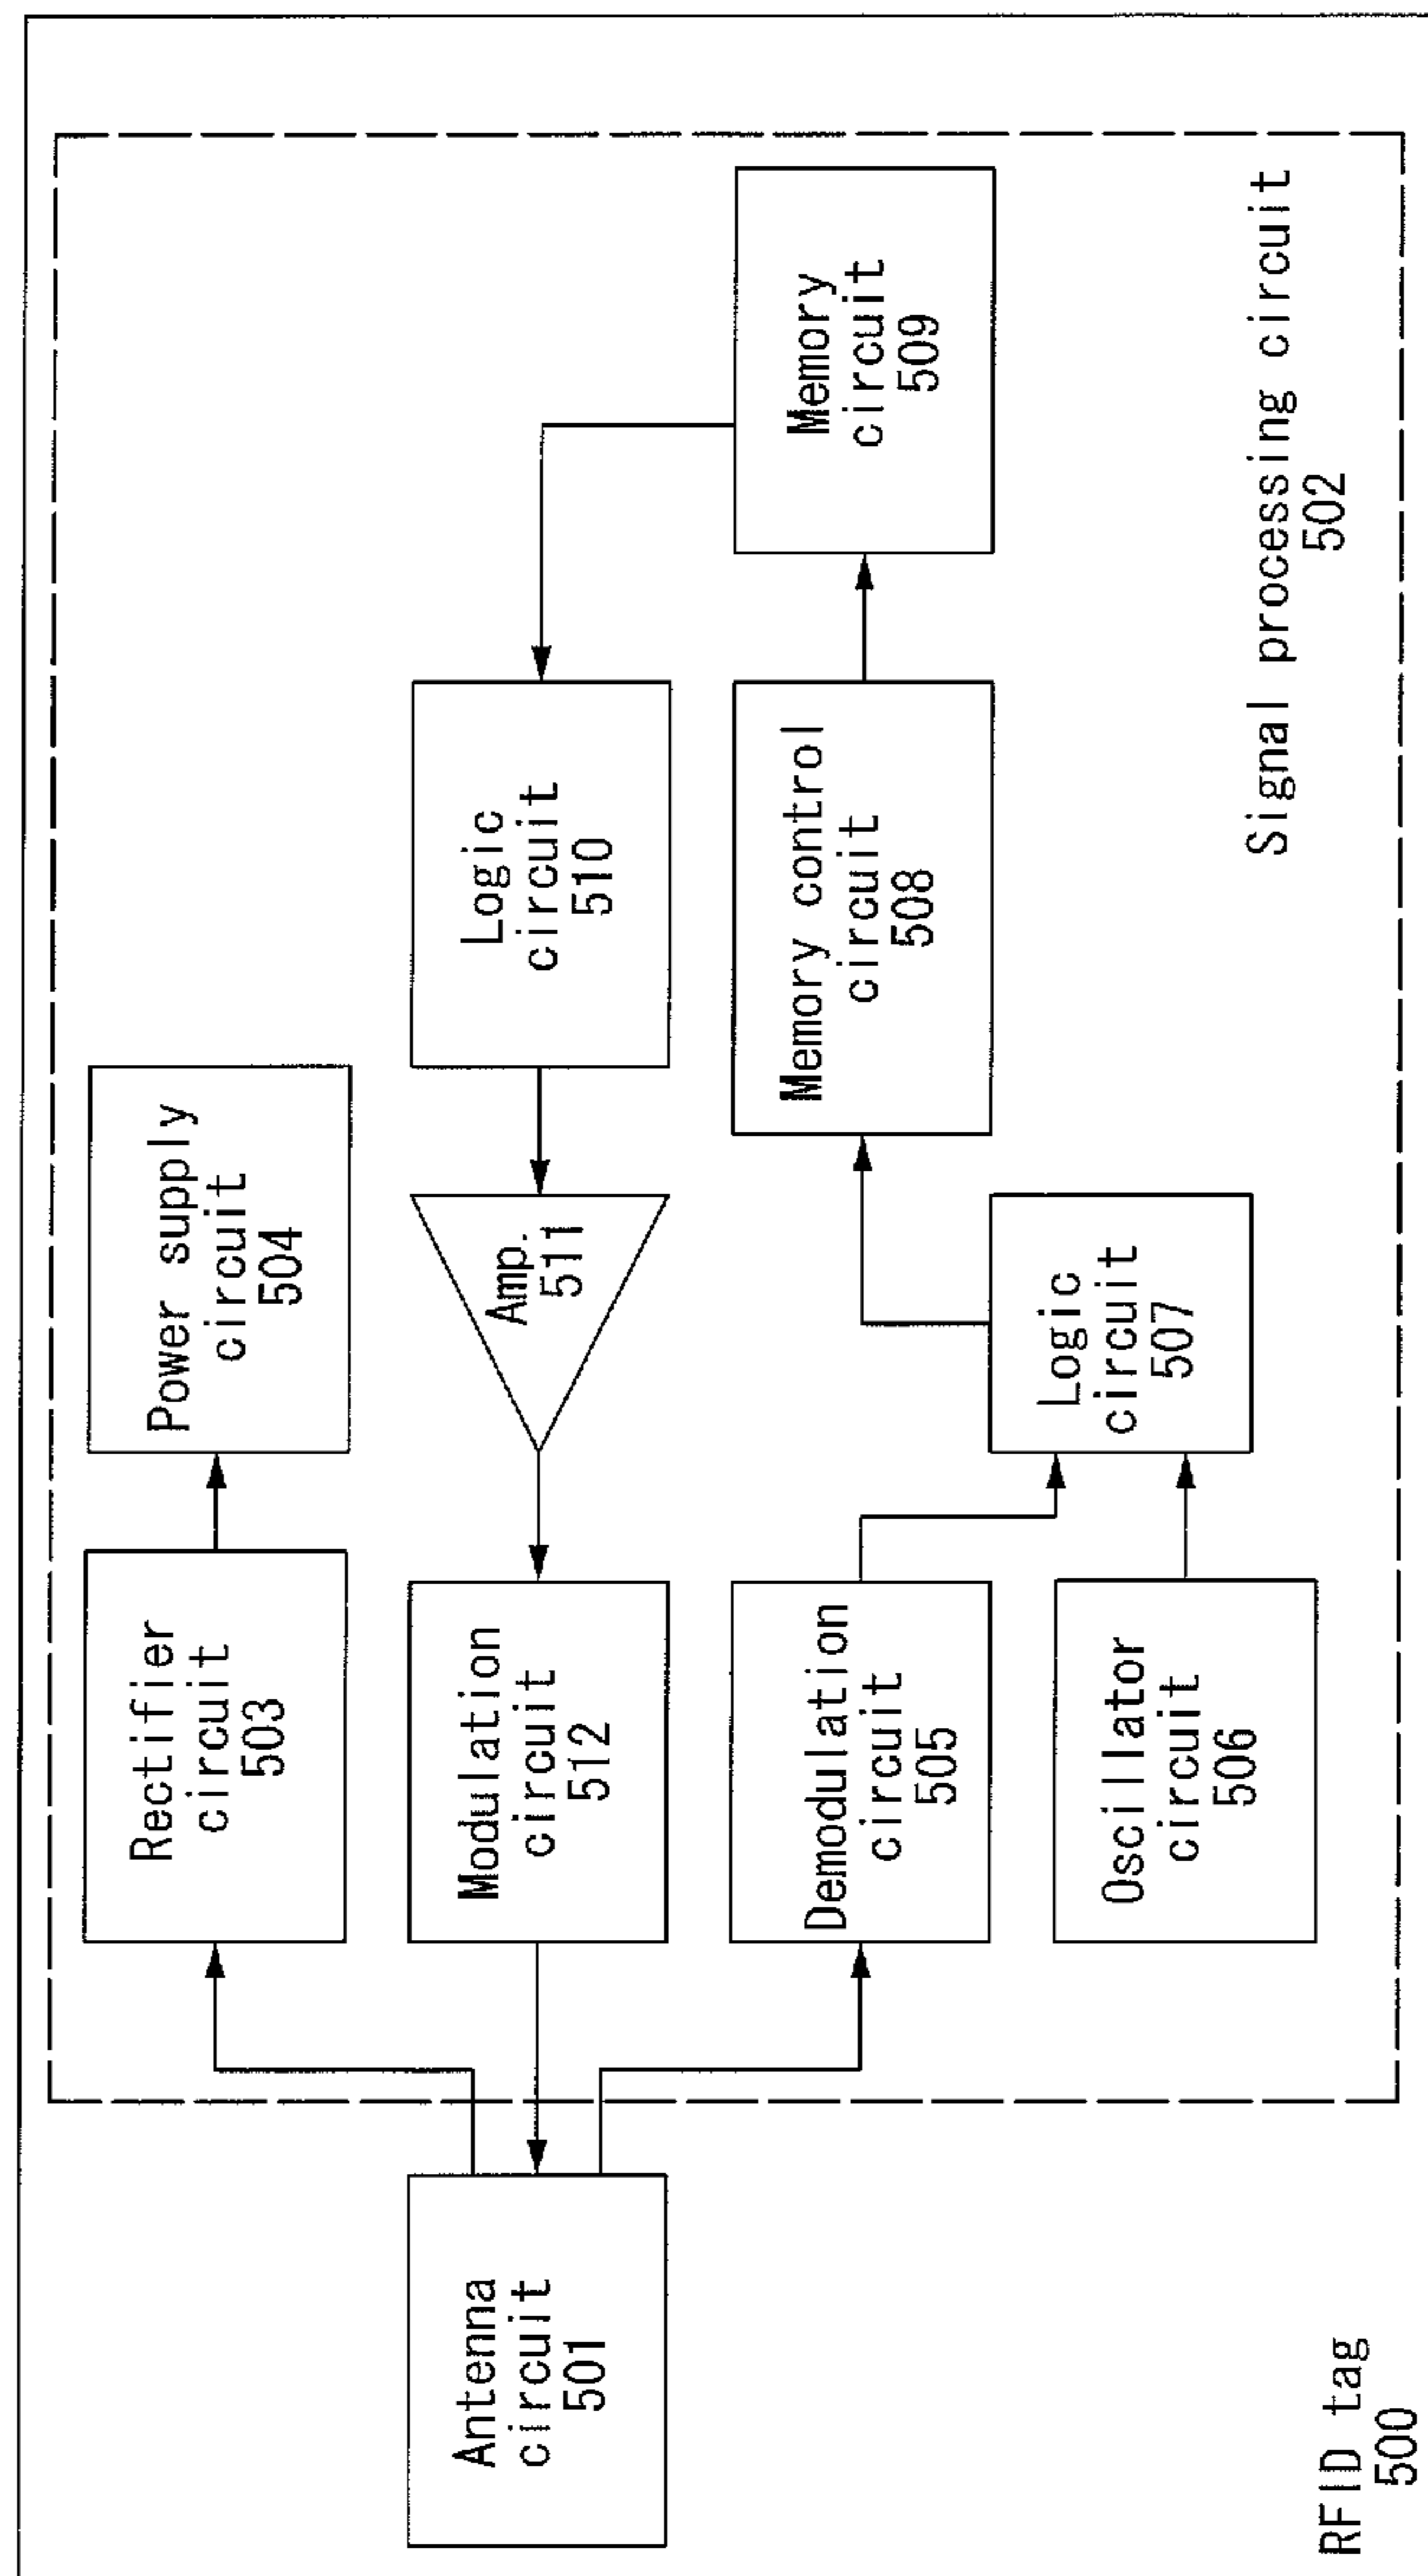 Rectifier
circuit
503
Power supply
circuit
504
Antenna
circuit
501
Modulation
circuit
512
Amp.
511
Logic
circuit
510
Demodulation
circuit
505
Memory control
circuit
508
Memory
circuit
509
Oscillator
circuit
506
Logic
circuit
507
Signal processing circuit
502
RFID tag
500